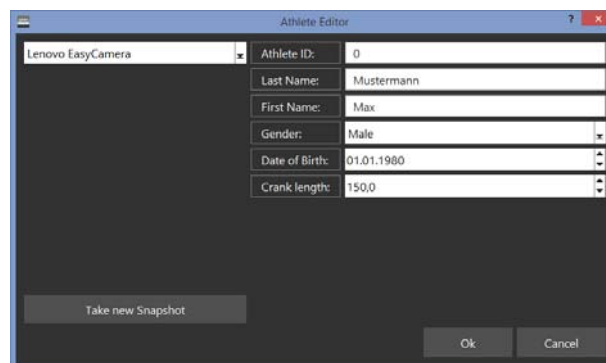 Athlete Editor
?
Lenovo EasyCamera
Athlete ID: 0
Last Name: Mustermann
First Name: Max
Gender: Male
Date of Birth: 01.01.1980
Crank length: 150,0
Take new Snapshot
Ok Cancel